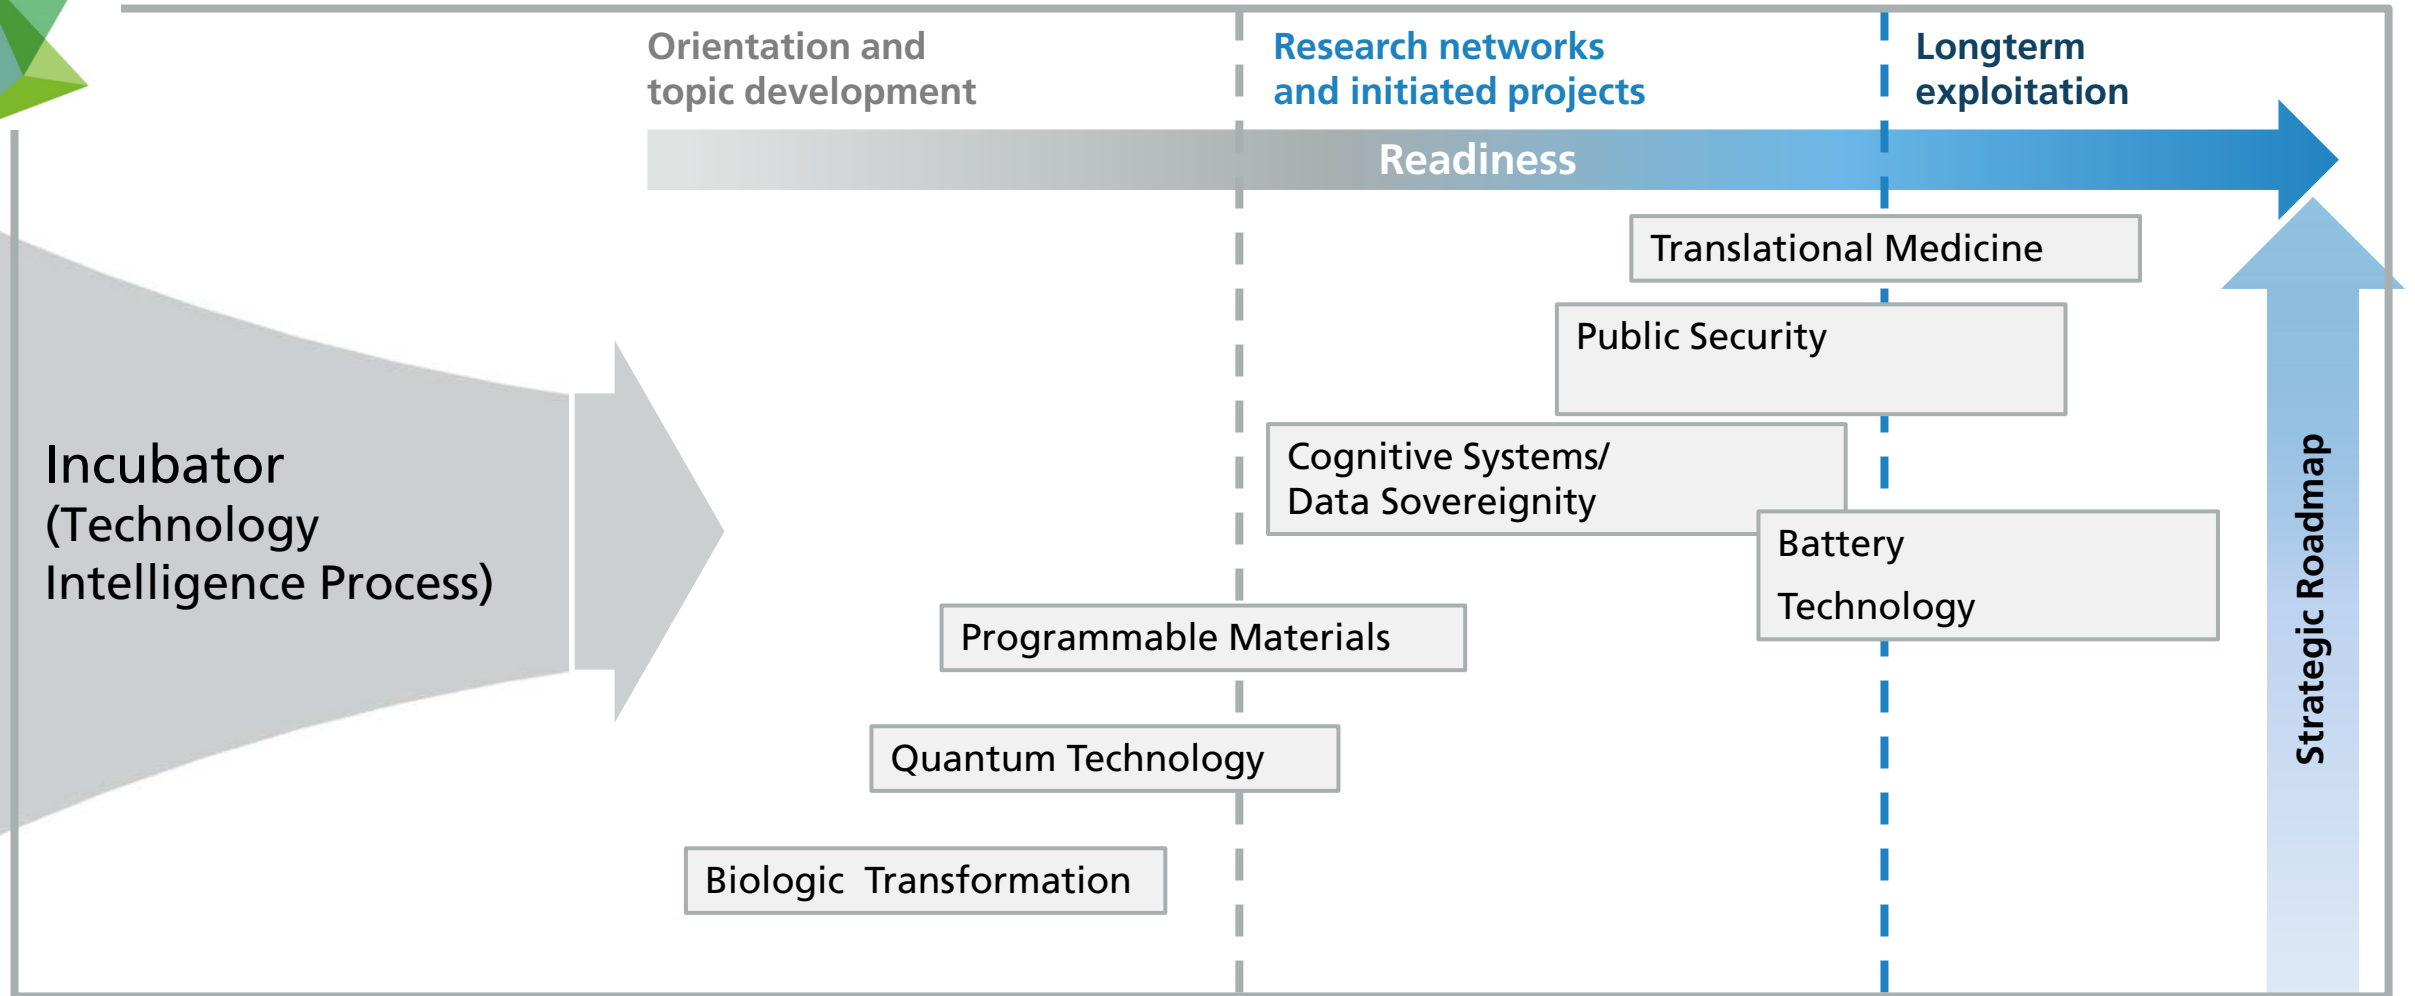 Orientation and
topic development
Research networks
and initiated projects
Longterm
exploitation
Readiness
Translational Medicine
Public Security
Cognitive Systems/
Data Sovereignity
Battery
Technology
Programmable Materials
Quantum Technology
Biologic  Transformation
Incubator
(Technology
Intelligence Process)
Strategic Roadmap